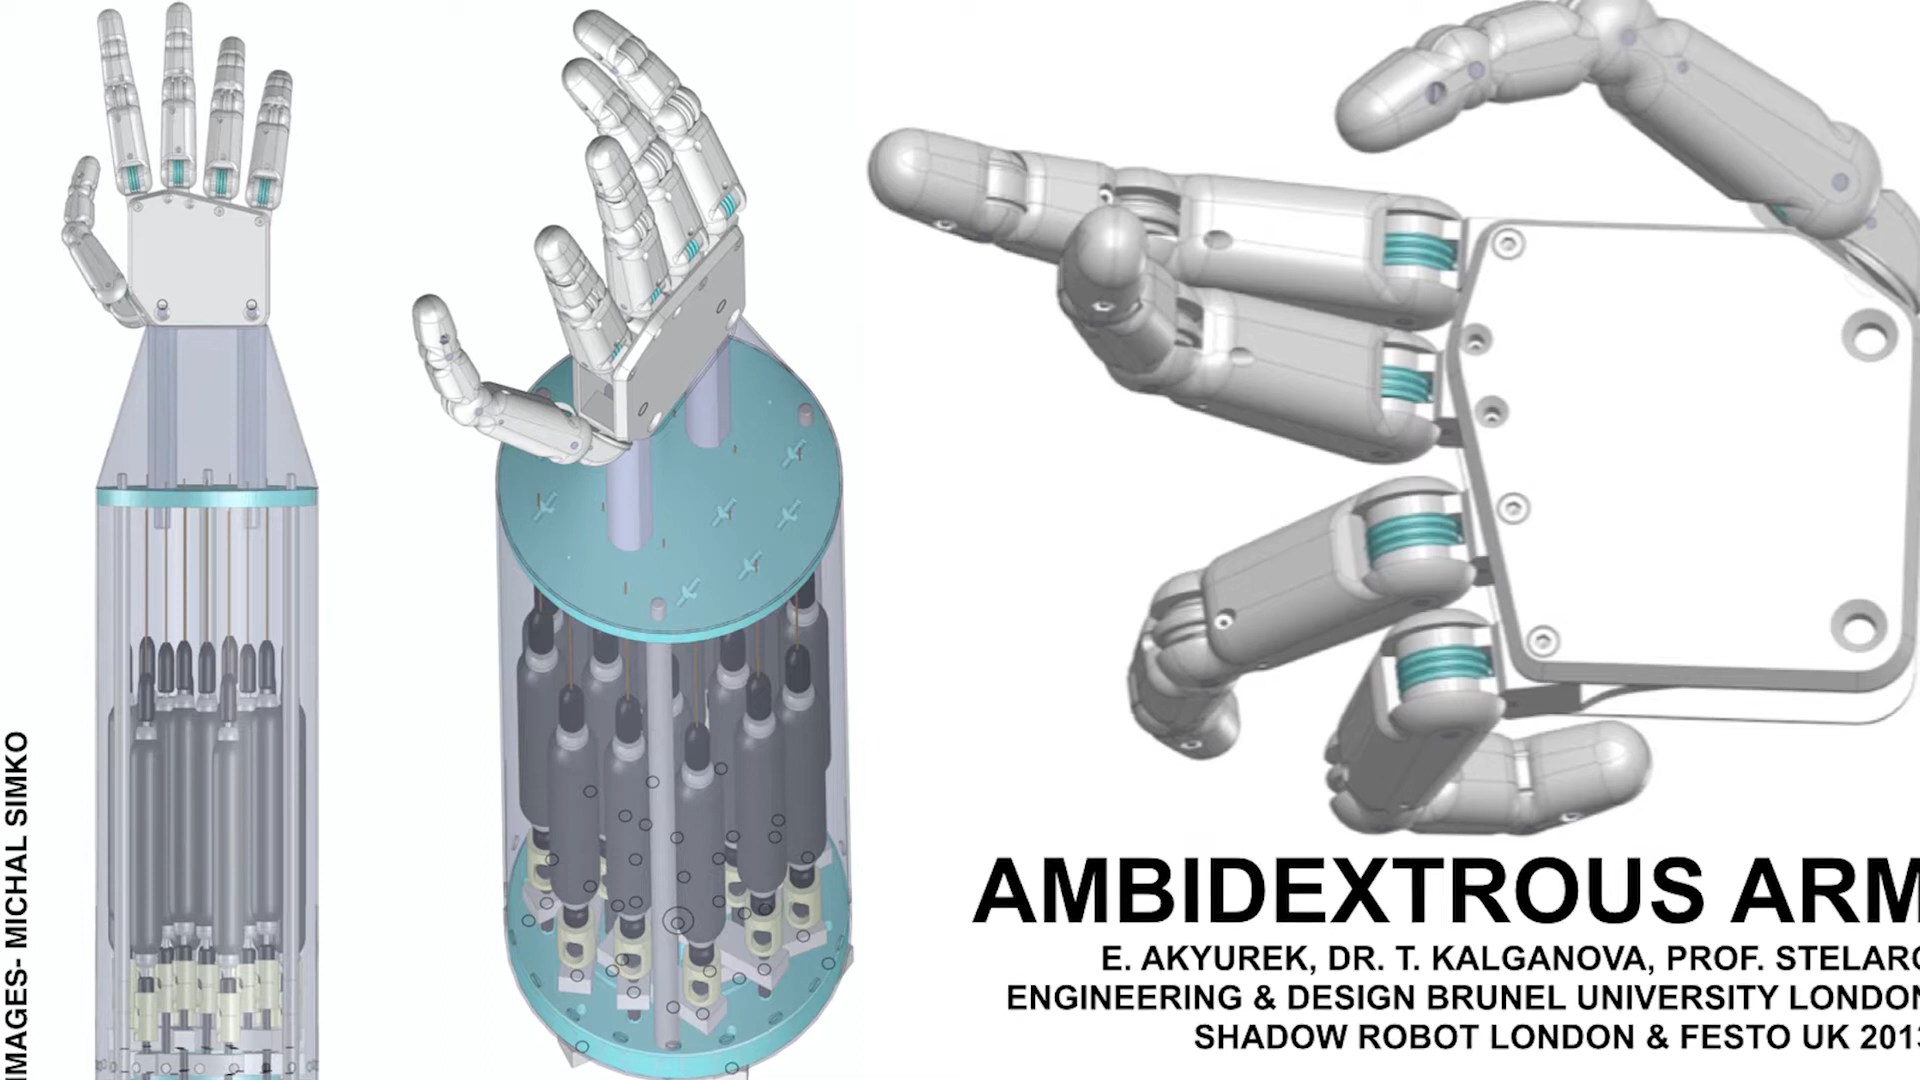 IMAGES- MICHAL SIMKO
AMBIDEXTROUS ARM
E. AKYUREK, DR. T. KALGANOVA, PROF. STELARC
ENGINEERING & DESIGN BRUNEL UNIVERSITY LONDON
SHADOW ROBOT LONDON & FESTO UK 2013